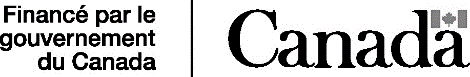 Financé par le
gouvernement
du Canada
Canada